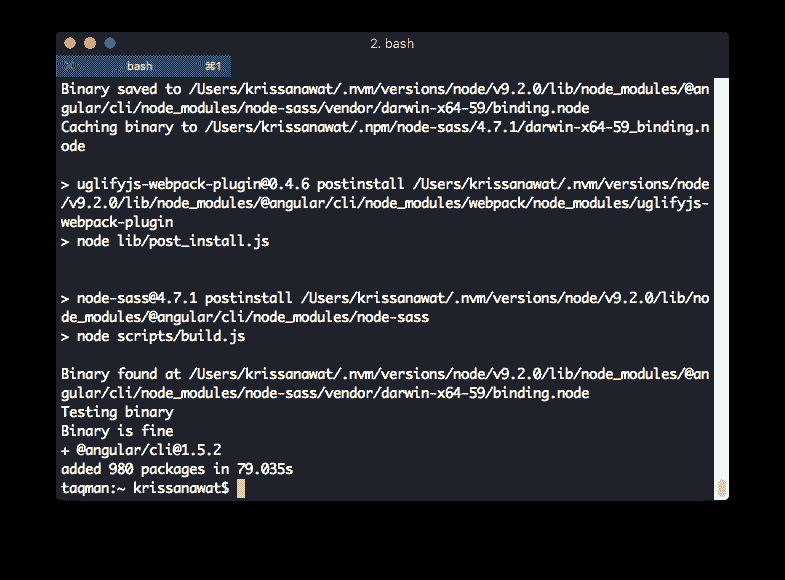 2. bash
bash ⌘1
Binary saved to /Users/krissanawat/.nvm/versions/node/v9.2.0/lib/node_modules/@an
gular/cli/node_modules/node-sass/vendor/darwin-x64-59/binding.node
Caching binary to /Users/krissanawat/.npm/node-sass/4.7.1/darwin-x64-59_binding.n
ode
> uglifyjs-webpack-plugin@0.4.6 postinstall /Users/krissanawat/.nvm/versions/node
/v9.2.0/lib/node_modules/@angular/cli/node_modules/webpack/node_modules/uglifyjs-
webpack-plugin
> node lib/post_install.js
> node-sass@4.7.1 postinstall /Users/krissanawat/.nvm/versions/node/v9.2.0/lib/no
de_modules/@angular/cli/node_modules/node-sass
> node scripts/build.js
Binary found at /Users/krissanawat/.nvm/versions/node/v9.2.0/lib/node_modules/@an
gular/cli/node_modules/node-sass/vendor/darwin-x64-59/binding.node
Testing binary
Binary is fine
+ @angular/cli@1.5.2
added 980 packages in 79.035s
taqman:~ krissanawat$